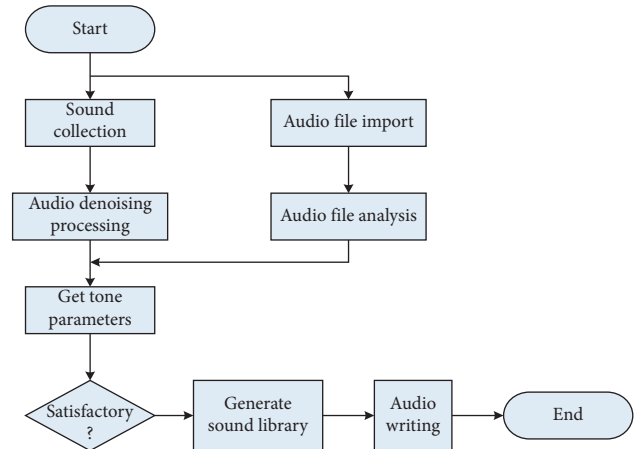 Start
Sound
collection
Audio file import
Audio denoising
processing
Audio file analysis
Get tone
parameters
Satisfactory
?
Generate
sound library
Audio
writing
End